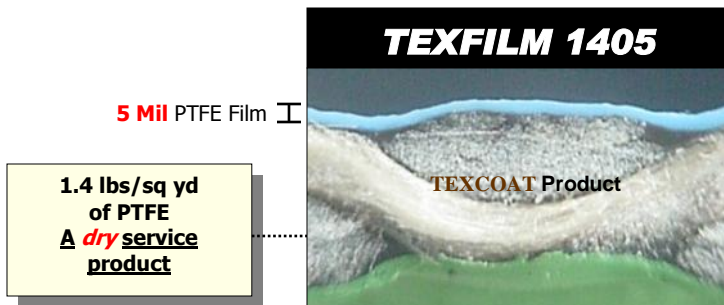 TEXFILM 1405
5 Mil PTFE Film
TEXCOAT Product
1.4 lbs/sq yd
of PTFE
A dry service
product